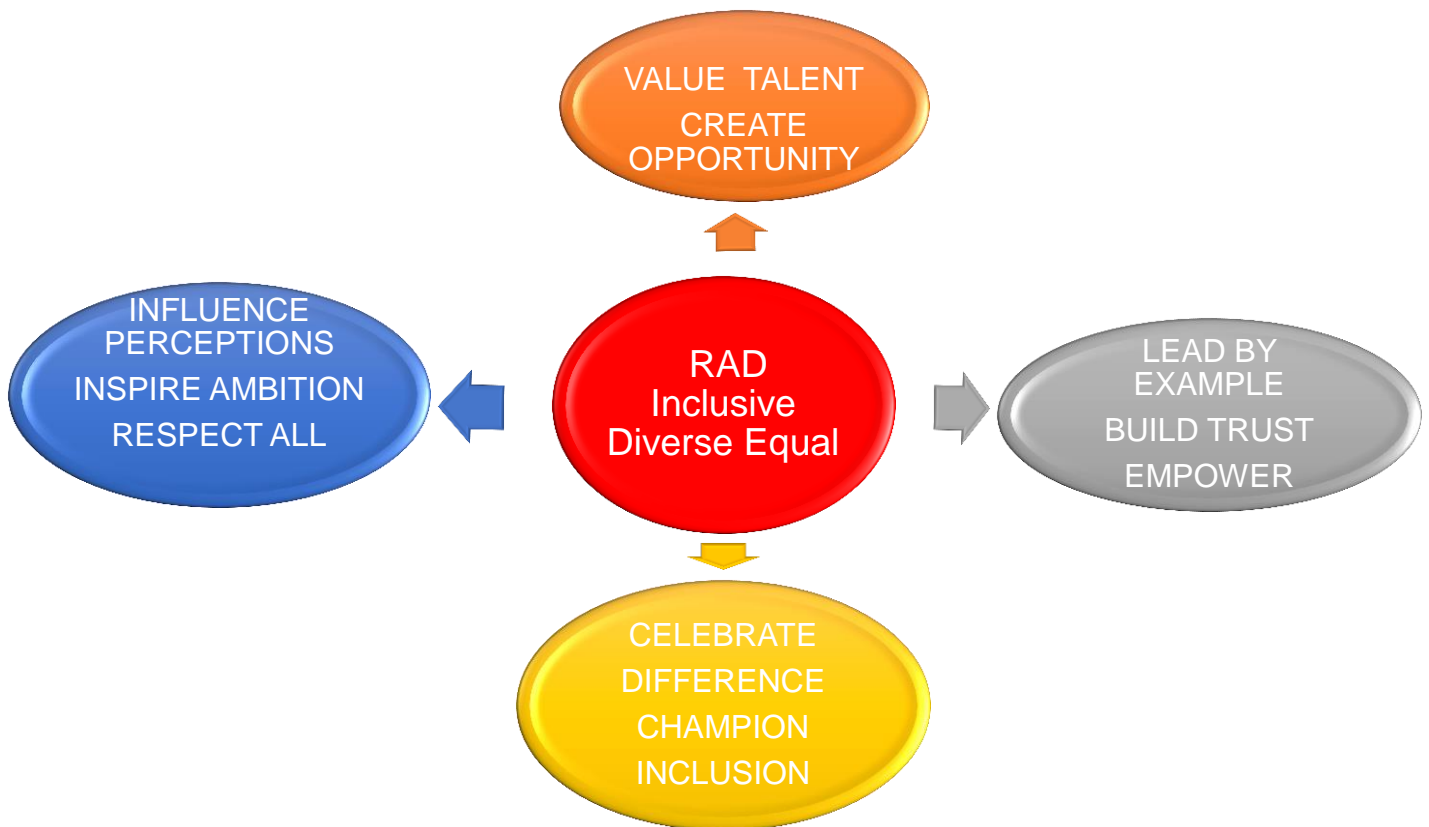 VALUE TALENT
CREATE
OPPORTUNITY
INFLUENCE
PERCEPTIONS
INSPIRE AMBITION
RESPECT ALL
RAD
Inclusive
Diverse Equal
LEAD BY
EXAMPLE
BUILD TRUST
EMPOWER
CELEBRATE
DIFFERENCE
CHAMPION
INCLUSION